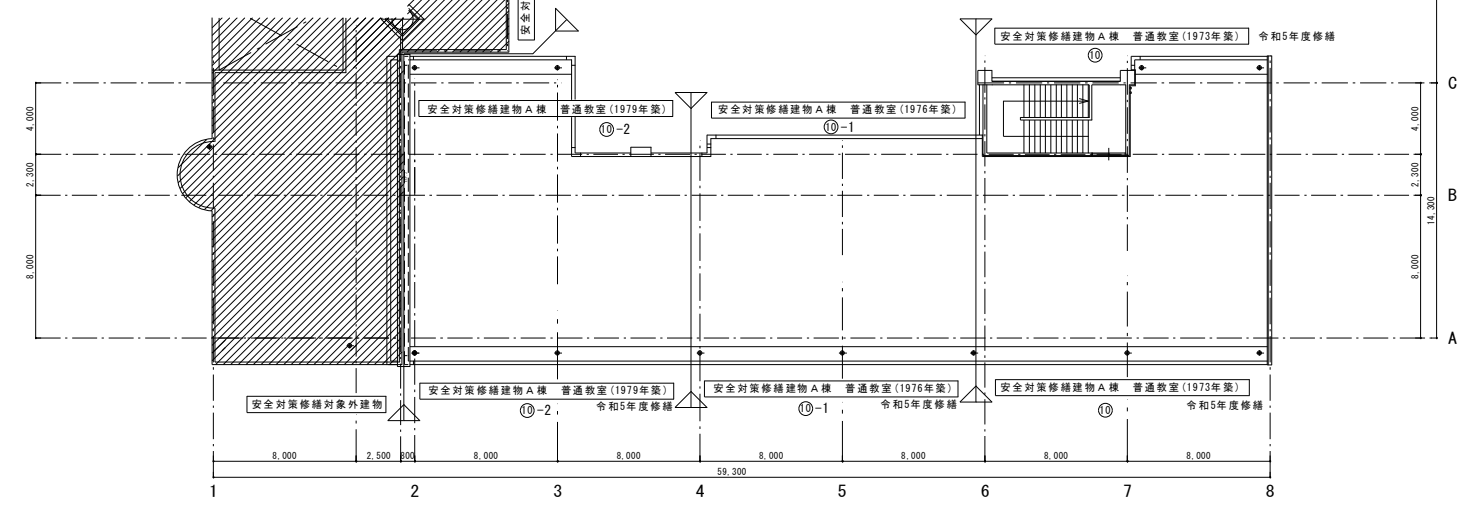 安全対
安全対策修繕建物A棟 普通教室(1973年築) 令和5年度修繕
⑩
安全対策修繕建物A棟 普通教室(1979年築)
⑩-2
安全対策修繕建物A棟 普通教室(1976年築)
⑩-1
4,000
2,300
8,000
4,000
2,300
8,000
14,300
C
B
A
安全対策修繕対象外建物
安全対策修繕建物A棟 普通教室(1979年築)
⑩-2 令和5年度修繕
安全対策修繕建物A棟 普通教室(1976年築)
⑩-1 令和5年度修繕
安全対策修繕建物A棟 普通教室(1973年築)
⑩ 令和5年度修繕
8,000 2,500 800 8,000 8,000 8,000 8,000 8,000 8,000
59,300
1 2 3 4 5 6 7 8